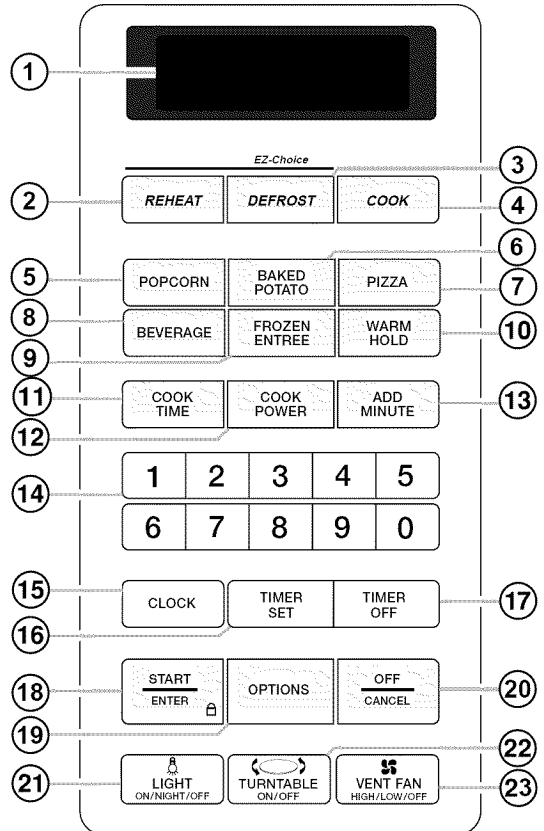 1
EZ-Choice
3
2
REHEAT DEFROST COOK
4
6
5
POPCORN BAKED POTATO PIZZA
7
8
BEVERAGE FROZEN ENTREE WARM HOLD
10
9
11
COOK TIME COOK POWER ADD MINUTE
13
12
14
1 2 3 4 5
6 7 8 9 0
15
CLOCK TIMER SET TIMER OFF
17
16
18
START ENTER OPTIONS OFF CANCEL
20
19
22
21
LIGHT ON/NIGHT/OFF TURNTABLE ON/OFF VENT FAN HIGH/LOW/OFF
23